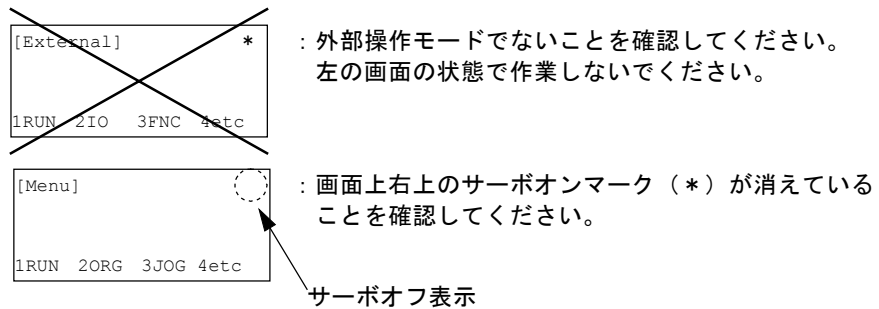 [External] *
：外部操作モードでないことを確認してください。
左の画面の状態で作業しないでください。
1RUN 2IO 3FNC 4etc
[Menu]
：画面上右上のサーボオンマーク（*）が消えている
ことを確認してください。
1RUN 2ORG 3JOG 4etc
サーボオフ表示